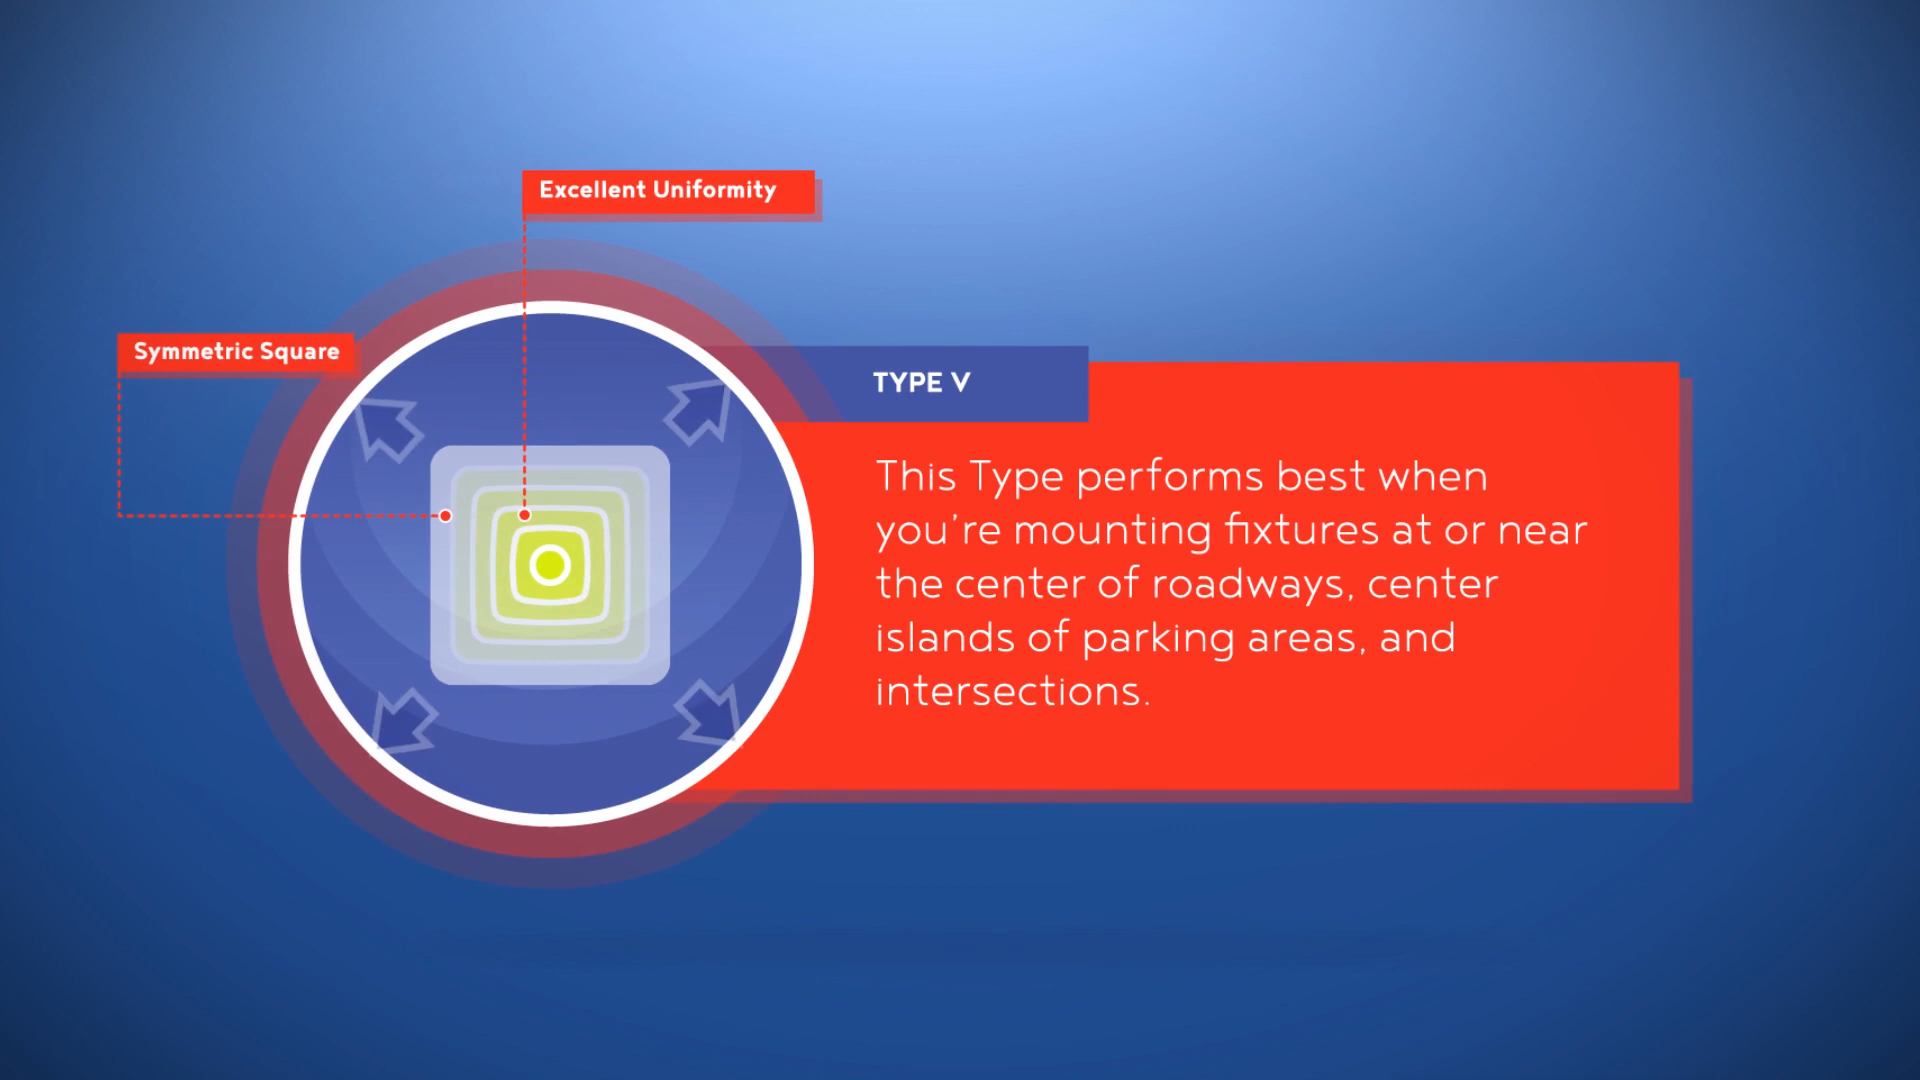 Excellent Uniformity
Symmetric Square
TYPE V
This Type performs best when
you're mounting fixtures at or near
the center of roadways, center
islands of parking areas, and
intersections.